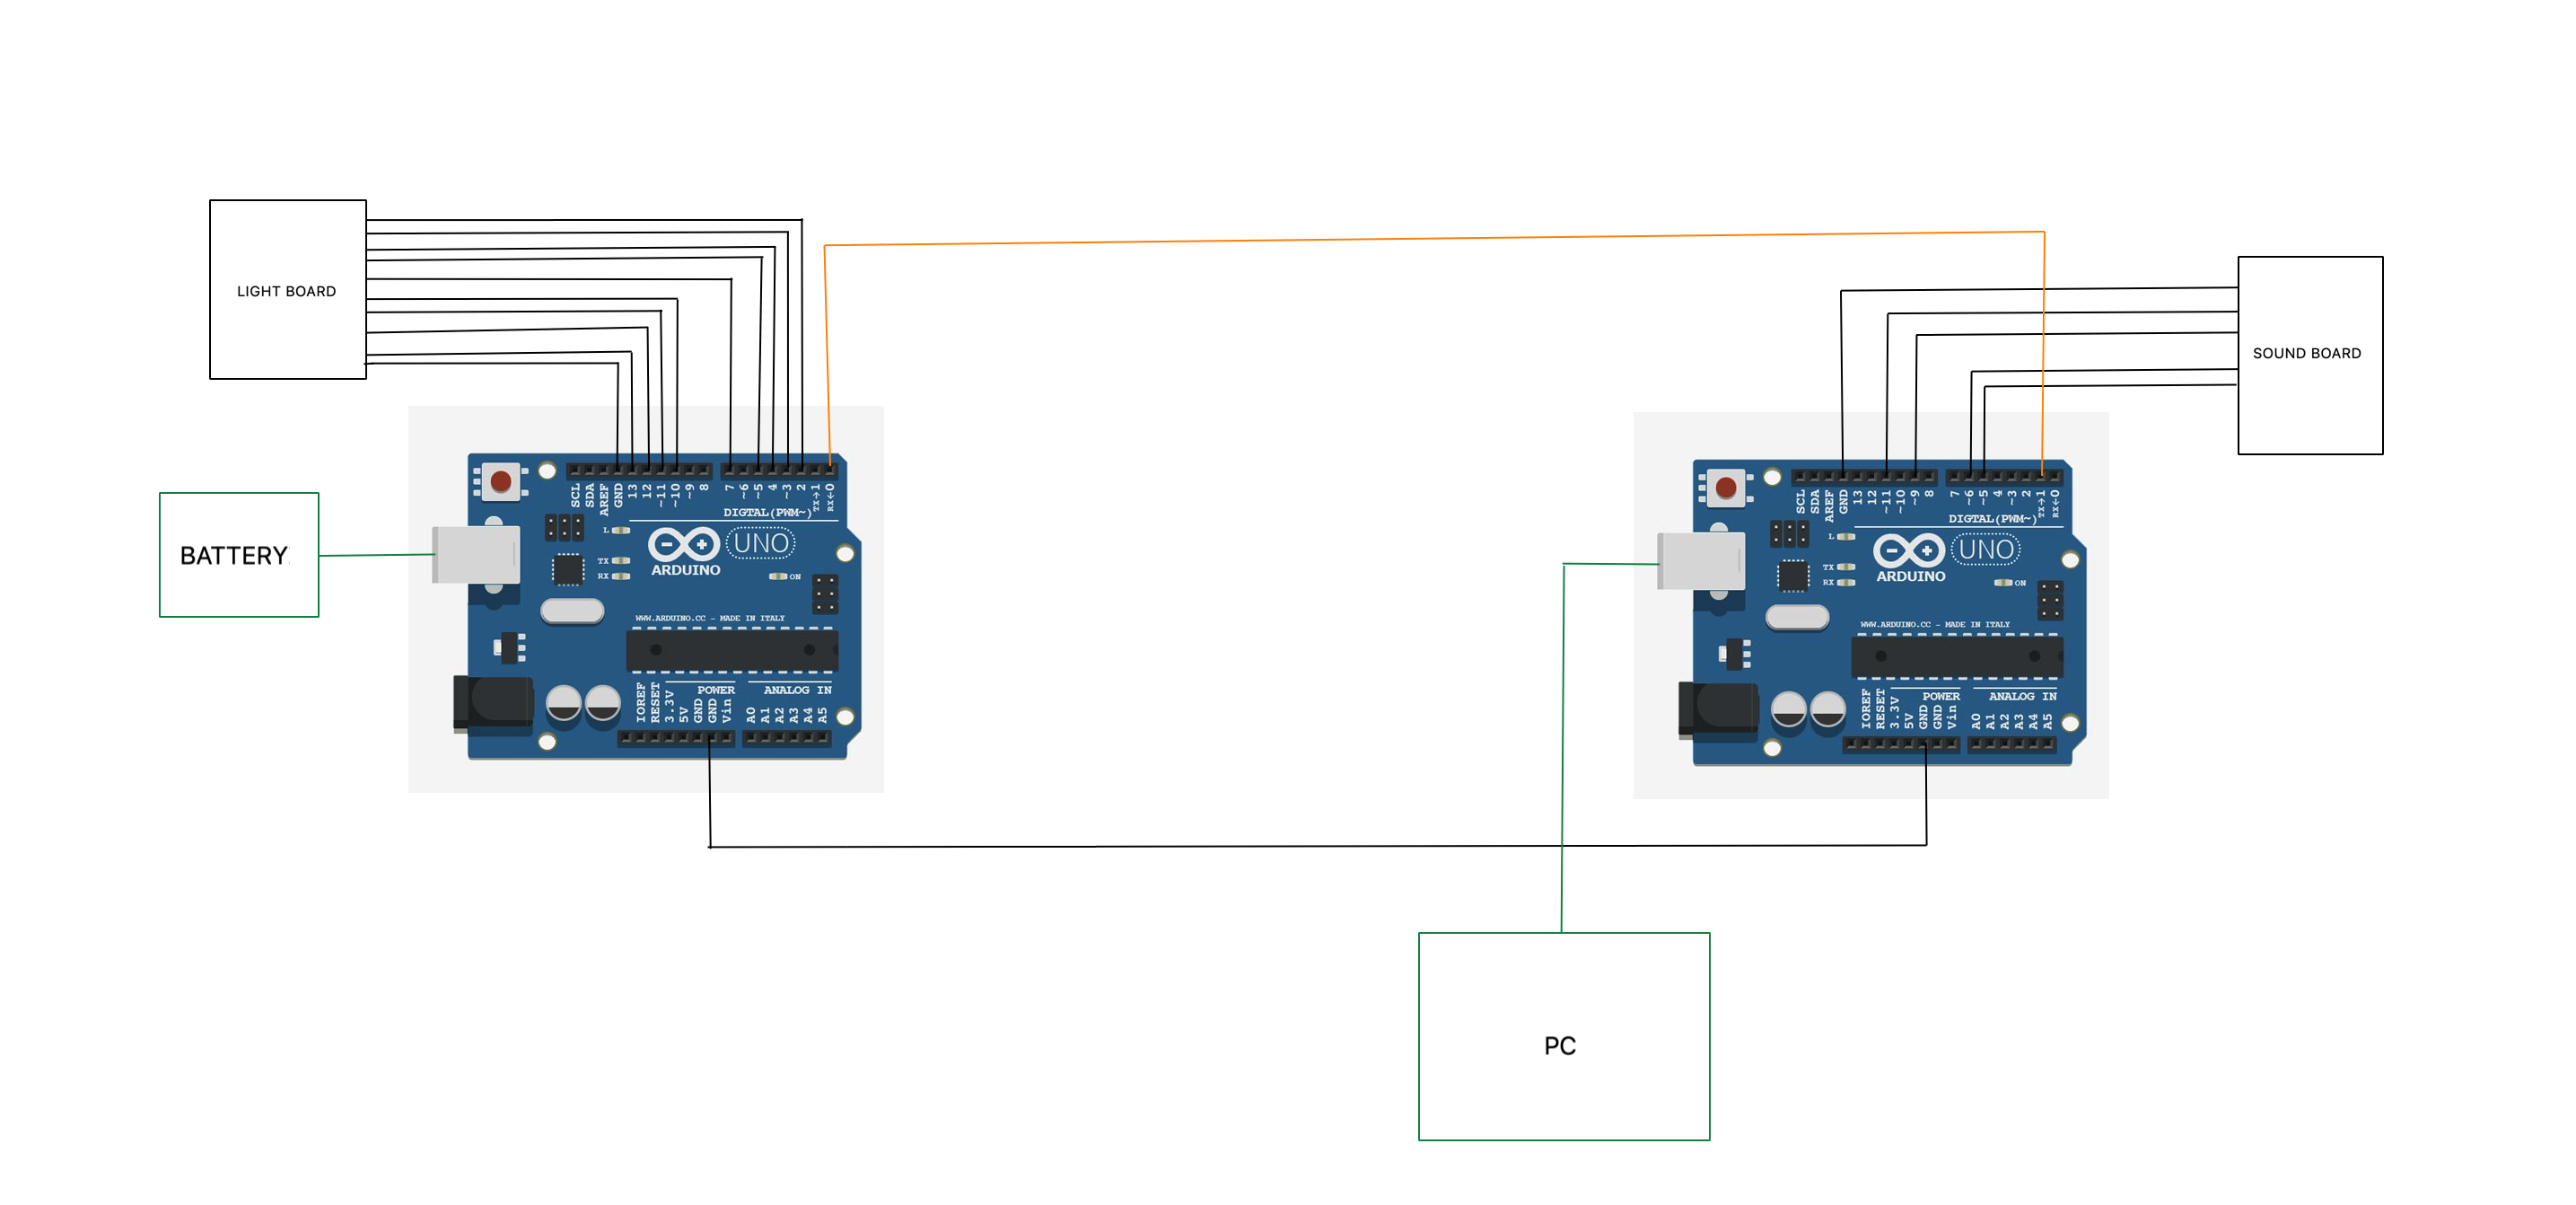 LIGHT BOARD
SOUND BOARD
BATTERY
PC
SCL
SDA
AREF
GND
13
12
~11
~10
~9
8
7
~6
~5
4
~3
2
TX→1
RX←0
DIGTAL(PWM~)
L
TX
RX
UNO
ARDUINO
ON
WWW.ARDUINO.CC - MADE IN ITALY
IOREF
RESET
3.3V
5V
GND
GND
Vin
POWER
ANALOG IN
A0
A1
A2
A3
A4
A5
SCL
SDA
AREF
GND
13
12
~11
~10
~9
8
7
~6
~5
4
~3
2
TX→1
RX←0
DIGTAL(PWM~)
L
TX
RX
UNO
ARDUINO
ON
WWW.ARDUINO.CC - MADE IN ITALY
IOREF
RESET
3.3V
5V
GND
GND
Vin
POWER
ANALOG IN
A0
A1
A2
A3
A4
A5